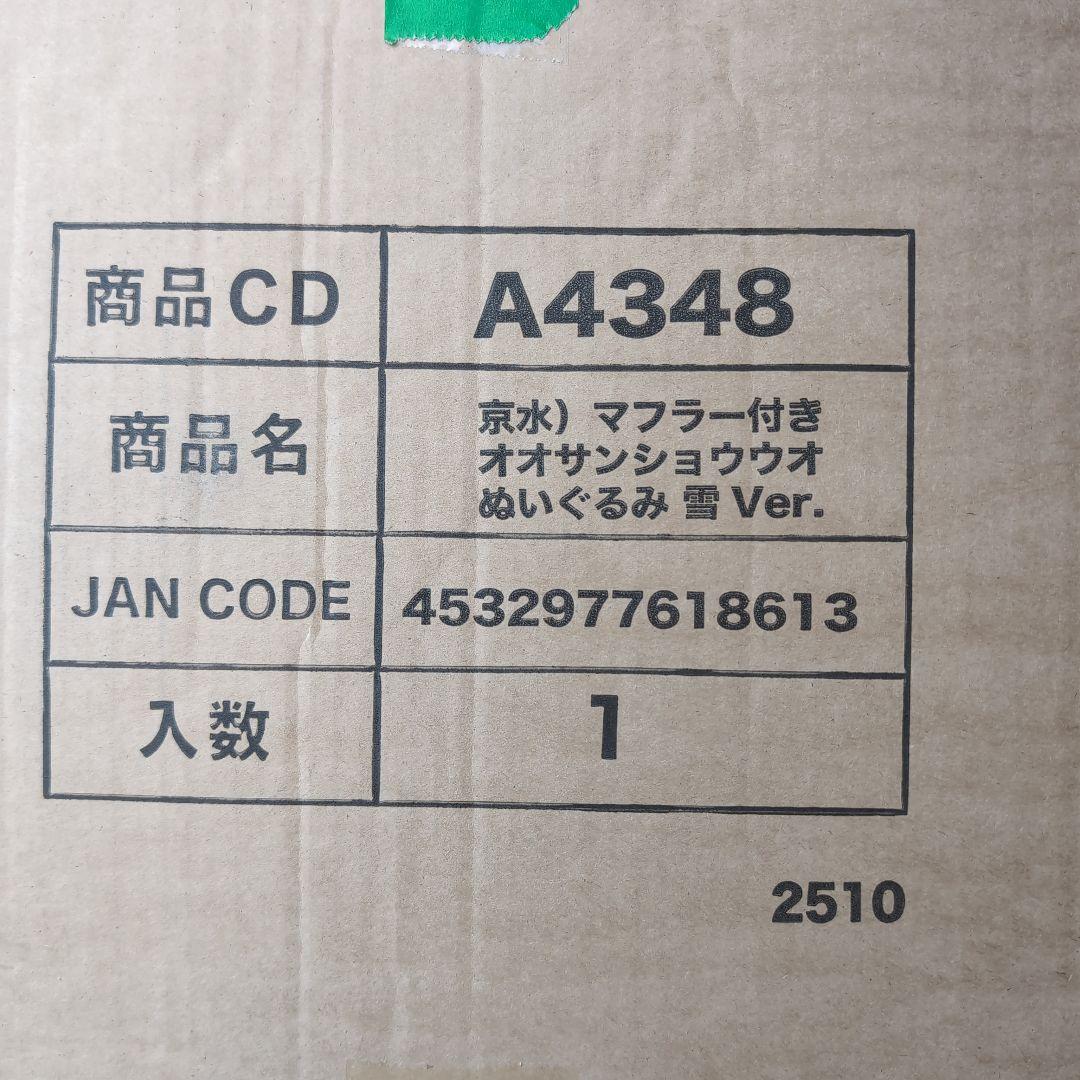 商品CD A4348
商品名
京水）マフラー付き
オオサンショウウオ
ぬいぐるみ 雪 Ver.
JAN CODE 4532977618613
入数 1
2510